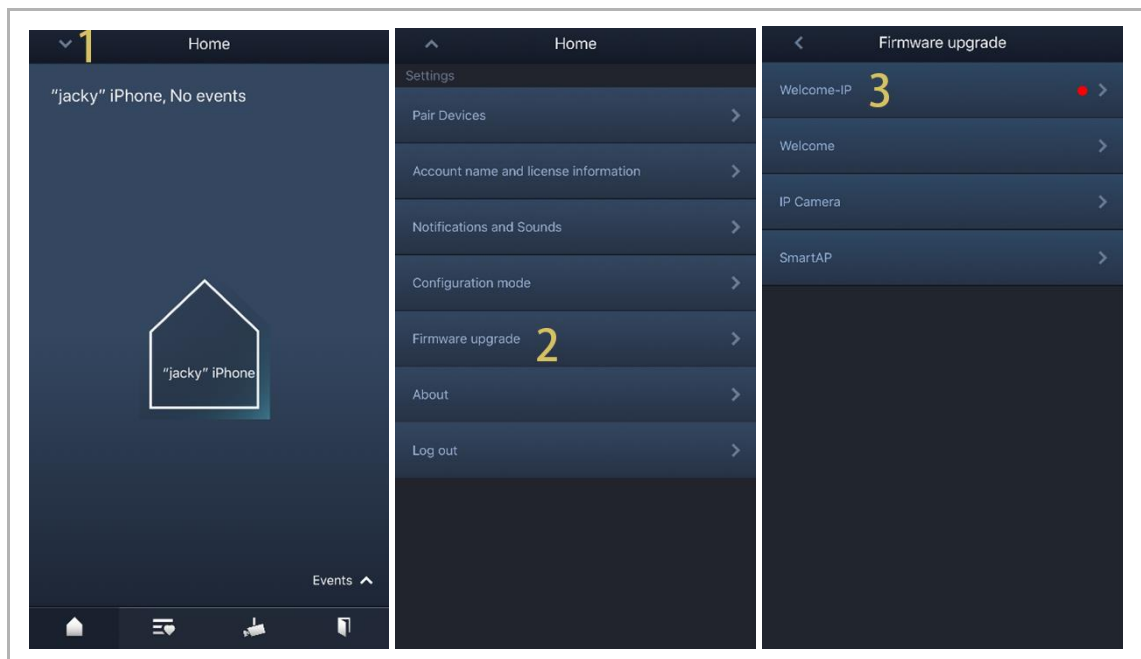 1
Home
"jacky" iPhone, No events
"jacky" iPhone
Events
Home
Settings
Pair Devices
Account name and license information
Notifications and Sounds
Configuration mode
Firmware upgrade 2
About
Log out
Firmware upgrade
Welcome-IP 3
Welcome
IP Camera
SmartAP